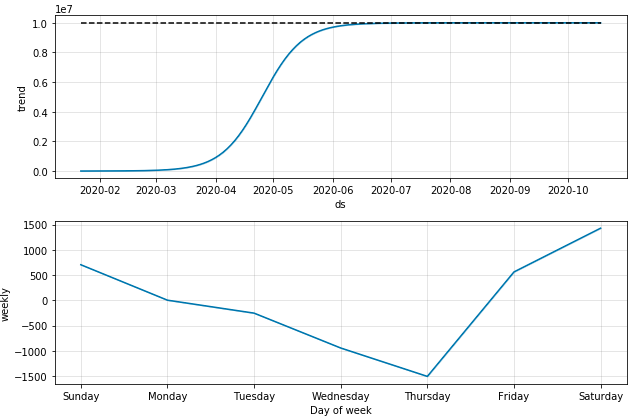 1e7
1.0
0.8
0.6
0.4
0.2
0.0
trend
2020-02 2020-03 2020-04 2020-05 2020-06 2020-07 2020-08 2020-09 2020-10
ds
1500
1000
500
0
−500
−1000
−1500
weekly
Sunday Monday Tuesday Wednesday Thursday Friday Saturday
Day of week